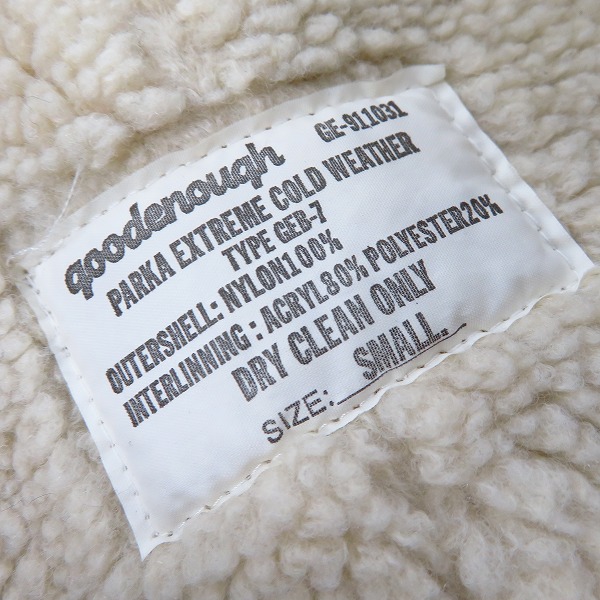 goodenough GE-911031
PARKA EXTREME COLD WEATHER
TYPE GEB-7
OUTERSHELL: NYLON100%
INTERLINNING : ACRYL80% POLYESTER20%
DRY CLEAN ONLY
SIZE: SMALL.